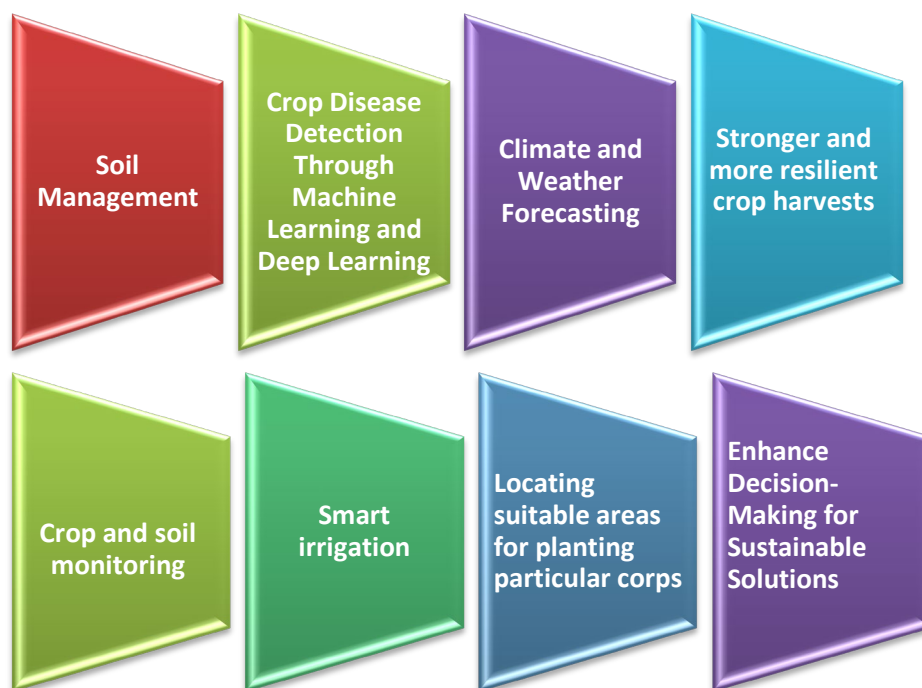 Soil
Management
Crop Disease
Detection
Through
Machine
Learning and
Deep Learning
Climate and
Weather
Forecasting
Stronger and
more resilient
crop harvests
Crop and soil
monitoring
Smart
irrigation
Locating
suitable areas
for planting
particular corps
Enhance
Decision-
Making for
Sustainable
Solutions